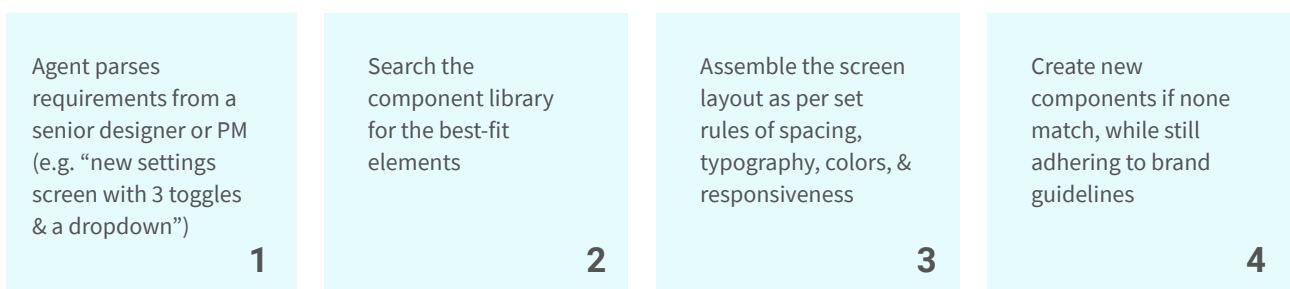 Agent parses
requirements from a
senior designer or PM
(e.g. “new settings
screen with 3 toggles
& a dropdown”)
1
Search the
component library
for the best-fit
elements
2
Assemble the screen
layout as per set
rules of spacing,
typography, colors, &
responsiveness
3
Create new
components if none
match, while still
adhering to brand
guidelines
4